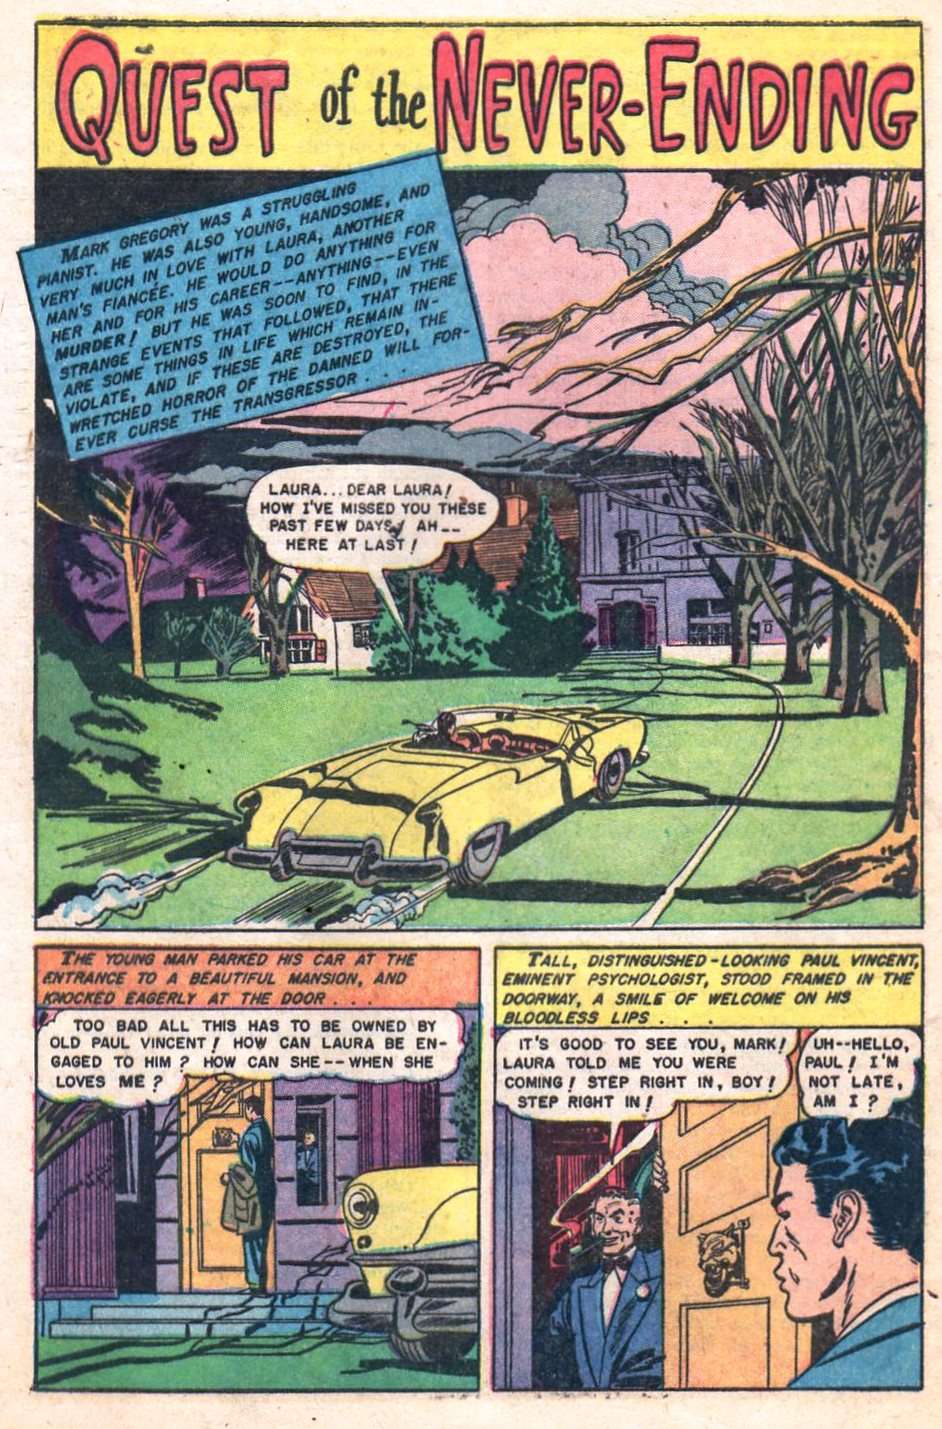 QUEST of the NEVER-ENDING
MARK GREGORY WAS A STRUGGLING
PIANIST. HE WAS ALSO YOUNG, HANDSOME, AND
VERY MUCH IN LOVE WITH LAURA, ANOTHER
MAN'S FIANCÉE. HE WOULD DO ANYTHING FOR
HER AND FOR HIS CAREER--ANYTHING--EVEN
MURDER! BUT HE WAS SOON TO FIND, IN THE
STRANGE EVENTS THAT FOLLOWED, THAT THERE
ARE SOME THINGS IN LIFE WHICH REMAIN IN-
VIOLATE, AND IF THESE ARE DESTROYED, THE
WRETCHED HORROR OF THE DAMNED WILL FOR-
EVER CURSE THE TRANSGRESSOR . . . .
LAURA... DEAR LAURA!
HOW I'VE MISSED YOU THESE
PAST FEW DAYS! AH--
HERE AT LAST!
THE YOUNG MAN PARKED HIS CAR AT THE
ENTRANCE TO A BEAUTIFUL MANSION, AND
KNOCKED EAGERLY AT THE DOOR . . .
TOO BAD ALL THIS HAS TO BE OWNED BY
OLD PAUL VINCENT! HOW CAN LAURA BE EN-
GAGED TO HIM? HOW CAN SHE--WHEN SHE
LOVES ME?
TALL, DISTINGUISHED-LOOKING PAUL VINCENT,
EMINENT PSYCHOLOGIST, STOOD FRAMED IN THE
DOORWAY, A SMILE OF WELCOME ON HIS
BLOODLESS LIPS . . . .
IT'S GOOD TO SEE YOU, MARK!
LAURA TOLD ME YOU WERE
COMING! STEP RIGHT IN, BOY!
STEP RIGHT IN!
UH--HELLO,
PAUL! I'M
NOT LATE,
AM I?